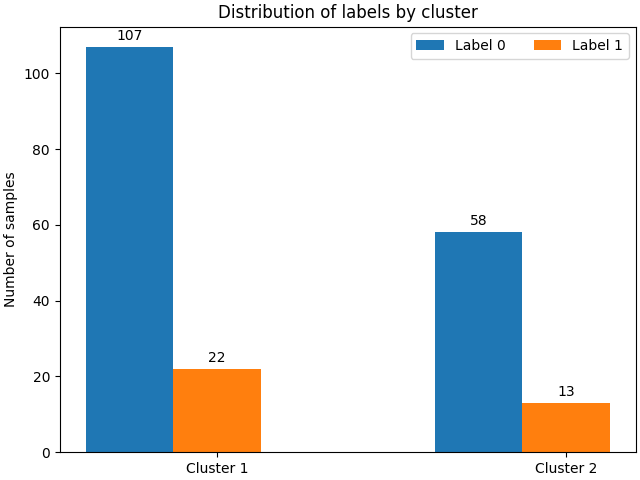 Distribution of labels by cluster
Label 0 Label 1
Number of samples
100
80
60
40
20
0
107
22
58
13
Cluster 1 Cluster 2